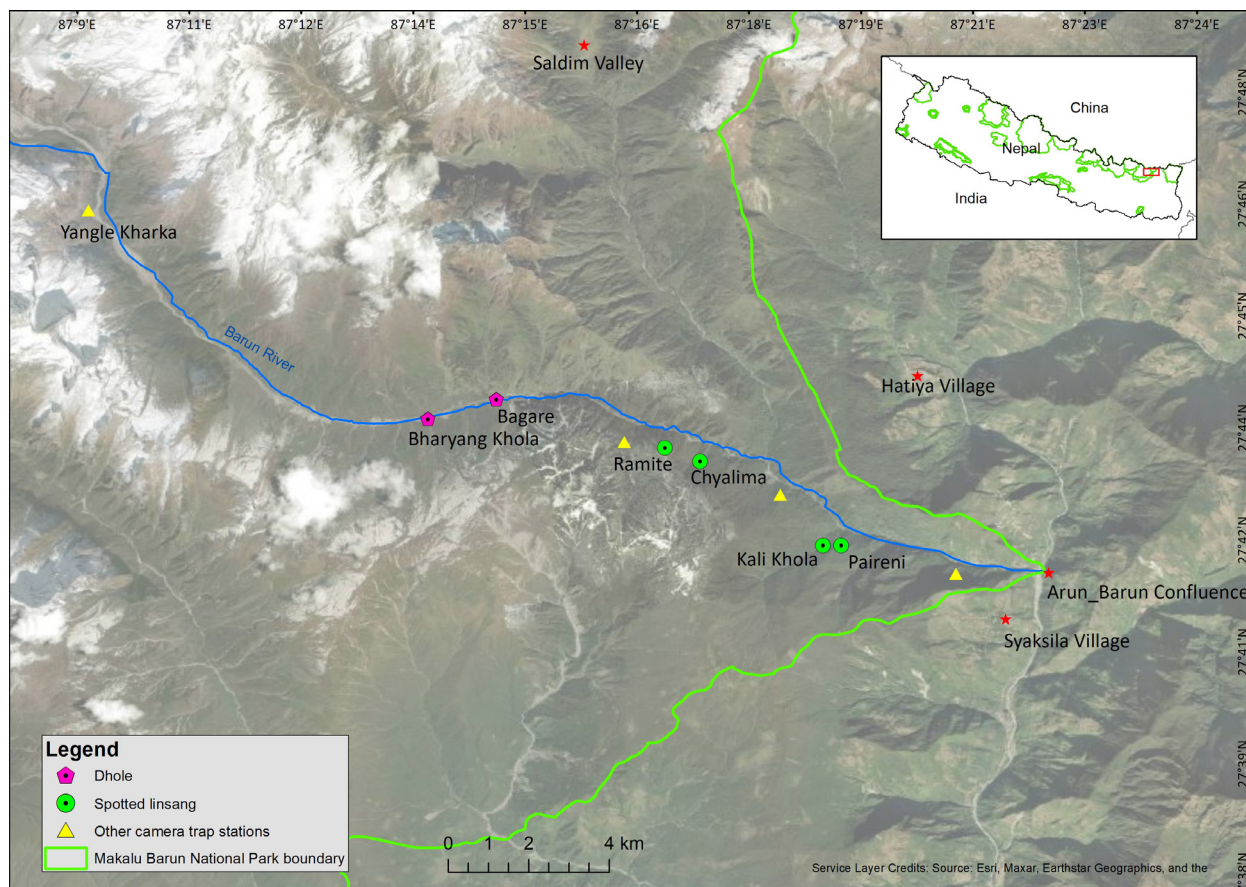 87°9'E
87°11'E
87°12'E
87°14'E
87°15'E
87°16'E
87°18'E
87°19'E
87°21'E
87°23'E
87°24'E
Saldim Valley
27°48'N
China
Nepal
India
27°46'N
Yangle Kharka
27°45'N
Barun River
Hatiya Village
Bagare
27°44'N
Bharyang Khola
Ramite
Chyalima
27°42'N
Kali Khola
Paireni
Arun_Barun Confluence
Syaksila Village
27°41'N
27°39'N
Legend
Dhole
Spotted linsang
Other camera trap stations
Makalu Barun National Park boundary
0 1 2 4 km
Service Layer Credits: Source: Esri, Maxar, Earthstar Geographics, and the
27°38'N